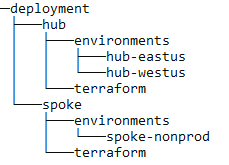 deployment
hub
environments
hub-eastus
hub-westus
terraform
spoke
environments
spoke-nonprod
terraform